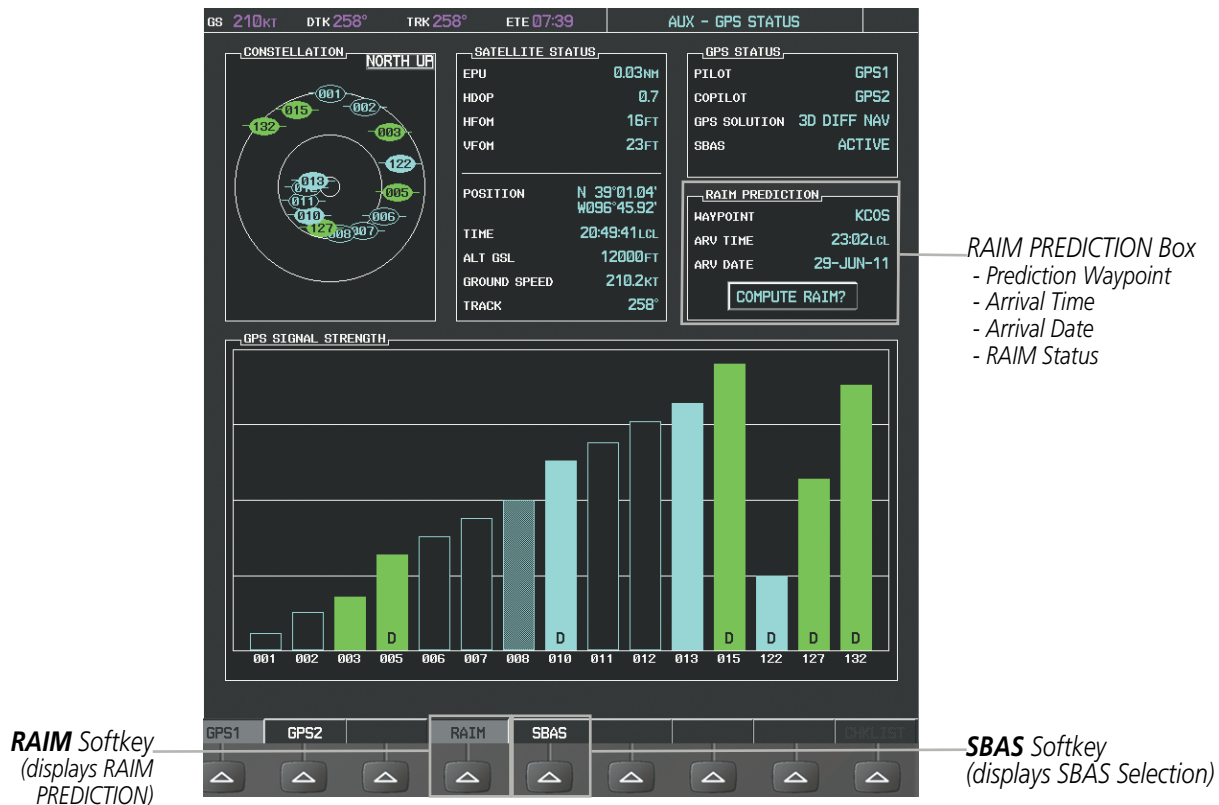 GS 210KT DTK 258° TRK 258° ETE 07:39 AUX - GPS STATUS
CONSTELLATION
NORTH UP
001
015
002
132
003
122
013
012
005
011
010
006
127
008
007
SATELLITE STATUS
EPU 0.03NM
HDOP 0.7
HFOM 16FT
VFOM 23FT
POSITION N 39°01.04'
W096°45.92'
TIME 20:49:41LCL
ALT GSL 12000FT
GROUND SPEED 210.2KT
TRACK 258°
GPS STATUS
PILOT GPS1
COPILOT GPS2
GPS SOLUTION 3D DIFF NAV
SBAS ACTIVE
RAIM PREDICTION
WAYPOINT KCOS
ARV TIME 23:02LCL
ARV DATE 29-JUN-11
COMPUTE RAIM?
RAIM PREDICTION Box
- Prediction Waypoint
- Arrival Time
- Arrival Date
- RAIM Status
GPS SIGNAL STRENGTH
D D D D D D
001 002 003 005 006 007 008 010 011 012 013 015 122 127 132
GPS1 GPS2 RAIM SBAS CHKLIST
RAIM Softkey
(displays RAIM
PREDICTION)
SBAS Softkey
(displays SBAS Selection)